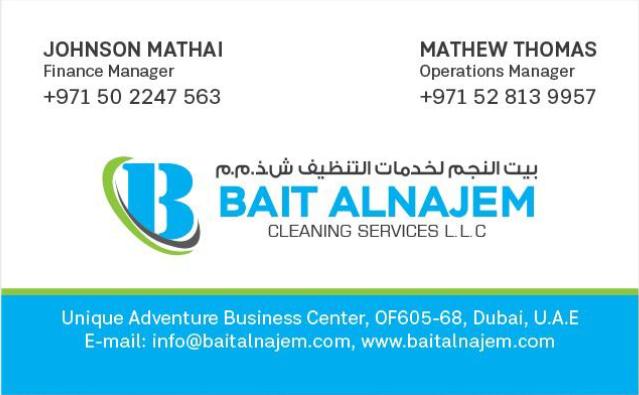 JOHNSON MATHAI
Finance Manager
+971 50 2247 563
MATHEW THOMAS
Operations Manager
+971 52 813 9957
B
بيت النجم لخدمات التنظيف ش.ذ.م.م
BAIT ALNAJEM
CLEANING SERVICES L.L.C
Unique Adventure Business Center, OF605-68, Dubai, U.A.E
E-mail: info@baitalnajem.com, www.baitalnajem.com